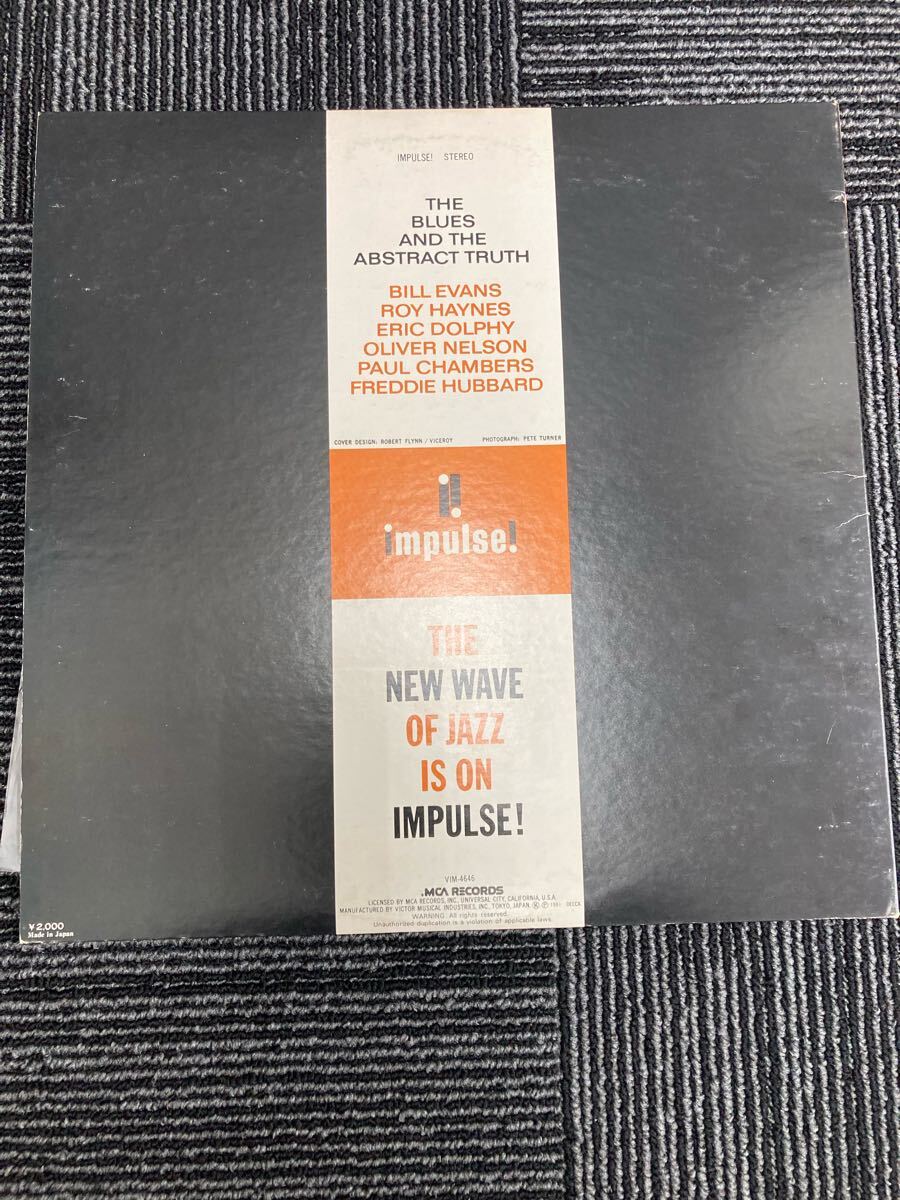 IMPULSE! STEREO
THE
BLUES
AND THE
ABSTRACT TRUTH
BILL EVANS
ROY HAYNES
ERIC DOLPHY
OLIVER NELSON
PAUL CHAMBERS
FREDDIE HUBBARD
COVER DESIGN: ROBERT FLYNN / VICEROY PHOTOGRAPH: PETE TURNER
impulse!
THE
NEW WAVE
OF JAZZ
IS ON
IMPULSE!
VIM-4646
MCA RECORDS
LICENSED BY MCA RECORDS, INC., UNIVERSAL CITY, CALIFORNIA, U.S.A.
MANUFACTURED BY VICTOR MUSICAL INDUSTRIES, INC. TOKYO, JAPAN. Ⓡ Ⓟ 1961 DECCA
WARNING: All rights reserved.
Unauthorized duplication is a violation of applicable laws.
¥2,000
Made in Japan